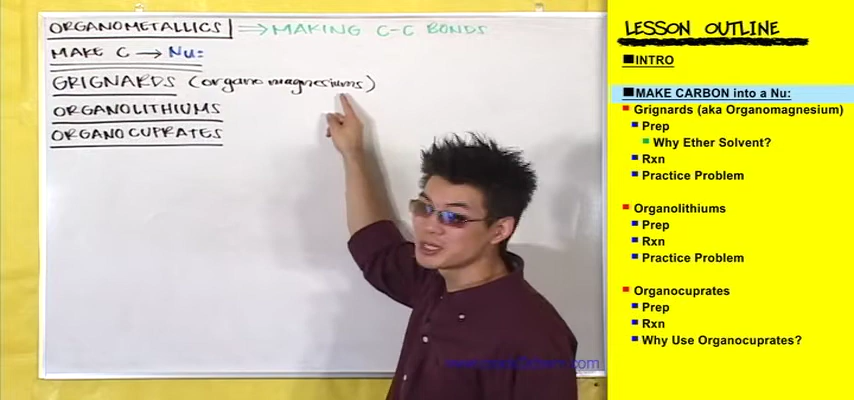 ORGANOMETALLICS ⇒ MAKING C-C BONDS
MAKE C → Nu:
GRIGNARDS (organomagnesiums)
ORGANOLITHIUMS
ORGANOCUPRATES
LESSON OUTLINE
INTRO
MAKE CARBON into a Nu:
Grignards (aka Organomagnesium)
Prep
Why Ether Solvent?
Rxn
Practice Problem
Organolithiums
Prep
Rxn
Practice Problem
Organocuprates
Prep
Rxn
Why Use Organocuprates?